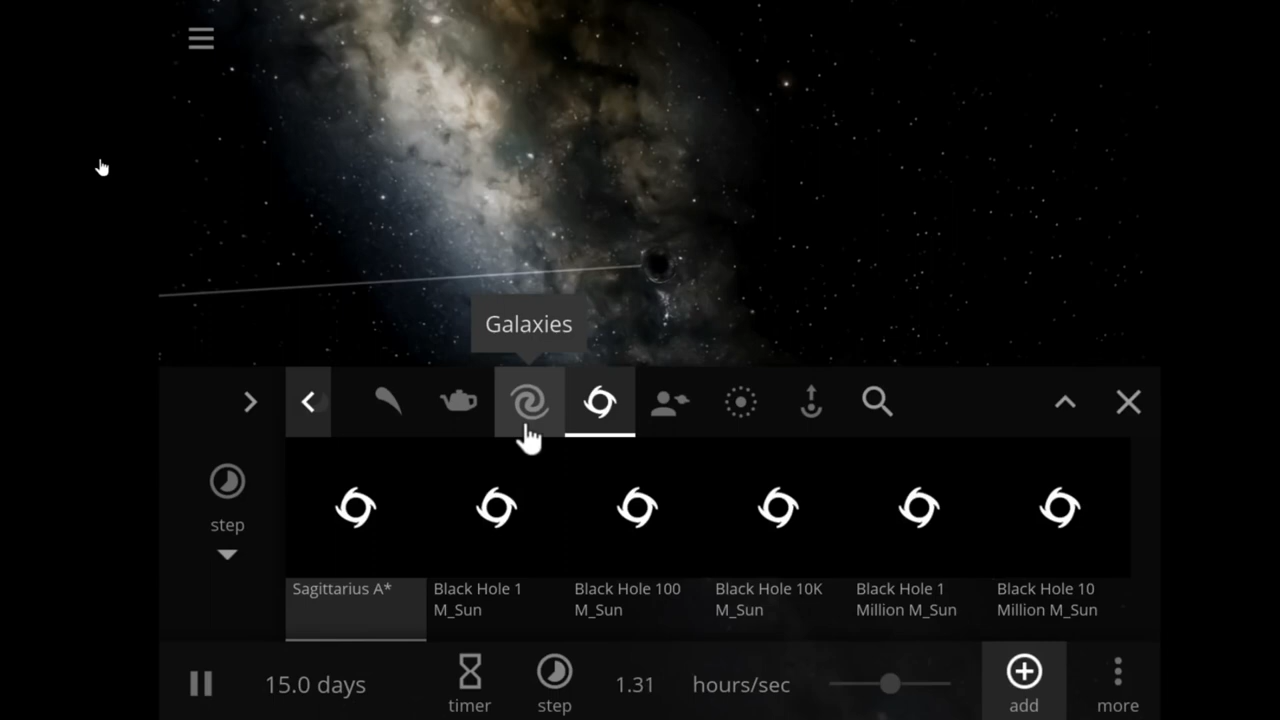 Galaxies
step
Sagittarius A*
Black Hole 1
M_Sun
Black Hole 100
M_Sun
Black Hole 10K
M_Sun
Black Hole 1
Million M_Sun
Black Hole 10
Million M_Sun
15.0 days
timer
step
1.31
hours/sec
add
more